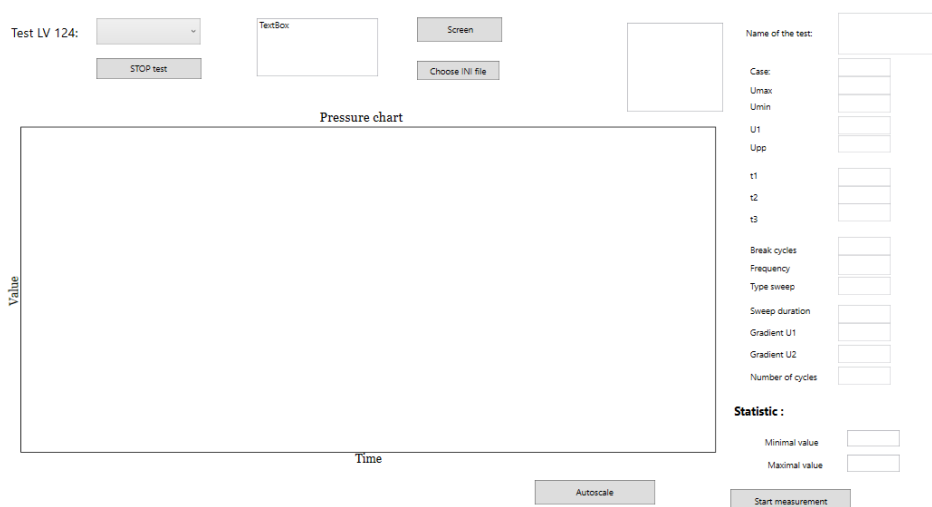 Test LV 124:
STOP test
TextBox
Screen
Choose INI file
Name of the test:
Case:
Umax
Umin
U1
Upp
t1
t2
t3
Break cycles
Frequency
Type sweep
Sweep duration
Gradient U1
Gradient U2
Number of cycles
Pressure chart
Value
Time
Statistic :
Minimal value
Maximal value
Autoscale
Start measurement